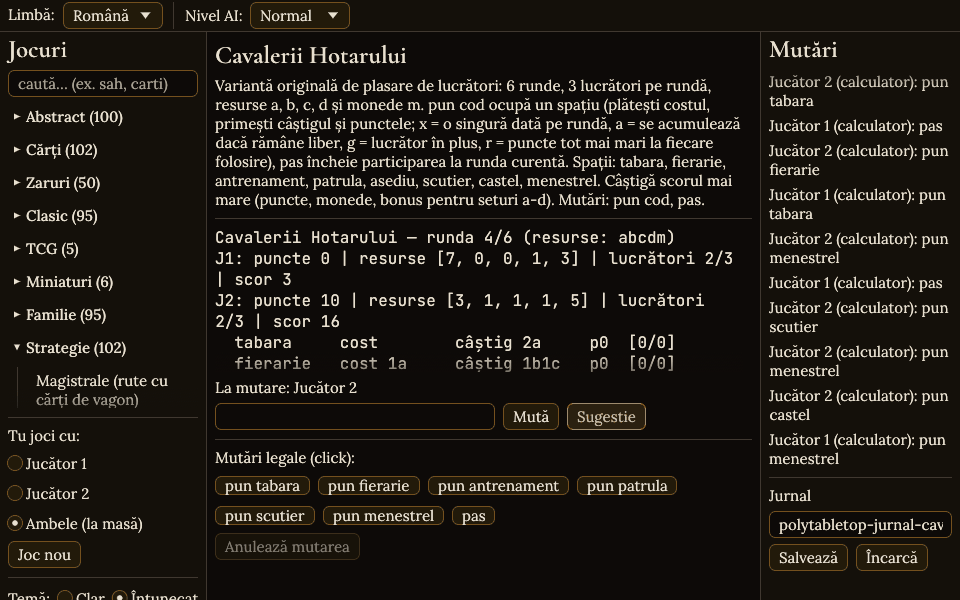 Limbă: Română ▼ Nivel AI: Normal ▼
Jocuri
caută... (ex. sah, carti)
▸ Abstract (100)
▸ Cărți (102)
▸ Zaruri (50)
▸ Clasic (95)
▸ TCG (5)
▸ Miniaturi (6)
▸ Familie (95)
▾ Strategie (102)
Magistrale (rute cu
cărți de vagon)
Tu joci cu:
Jucător 1
Jucător 2
Ambele (la masă)
Joc nou
Temă: Clar Întunecat
Cavalerii Hotarului
Variantă originală de plasare de lucrători: 6 runde, 3 lucrători pe rundă,
resurse a, b, c, d și monede m. pun cod ocupă un spațiu (plătești costul,
primești câștigul și punctele; x = o singură dată pe rundă, a = se acumulează
dacă rămâne liber, g = lucrător în plus, r = puncte tot mai mari la fiecare
folosire), pas încheie participarea la runda curentă. Spații: tabara, fierarie,
antrenament, patrula, asediu, scutier, castel, menestrel. Câștigă scorul mai
mare (puncte, monede, bonus pentru seturi a-d). Mutări: pun cod, pas.
Cavalerii Hotarului — runda 4/6 (resurse: abcdm)
J1: puncte 0 | resurse [7, 0, 0, 1, 3] | lucrători 2/3
| scor 3
J2: puncte 10 | resurse [3, 1, 1, 1, 5] | lucrători
2/3 | scor 16
tabara cost câștig 2a p0 [0/0]
fierarie cost 1a câștig 1b1c p0 [0/0]
La mutare: Jucător 2
Mută Sugestie
Mutări legale (click):
pun tabara pun fierarie pun antrenament pun patrula
pun scutier pun menestrel pas
Anulează mutarea
Mutări
Jucător 2 (calculator): pun
tabara
Jucător 1 (calculator): pas
Jucător 2 (calculator): pun
fierarie
Jucător 1 (calculator): pun
tabara
Jucător 2 (calculator): pun
menestrel
Jucător 1 (calculator): pas
Jucător 2 (calculator): pun
scutier
Jucător 2 (calculator): pun
menestrel
Jucător 2 (calculator): pun
castel
Jucător 1 (calculator): pun
menestrel
Jurnal
polytabletop-jurnal-cav
Salvează Încarcă